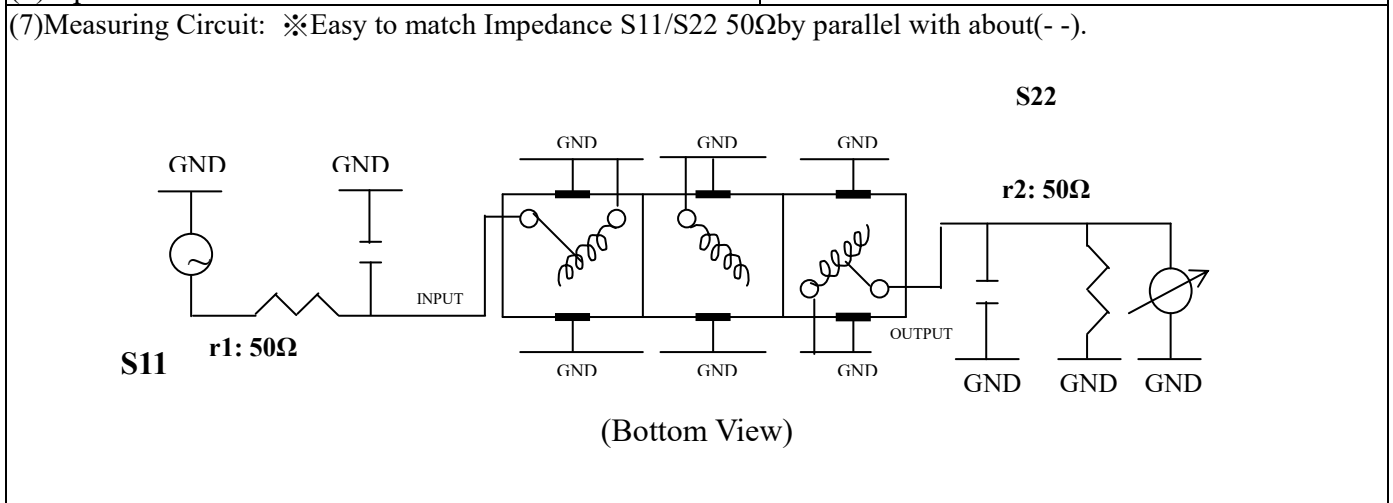 (7)Measuring Circuit: ※Easy to match Impedance S11/S22 50Ωby parallel with about(- -).
S22
GND GND GND GND GND
r2: 50Ω
INPUT
OUTPUT
S11 r1: 50Ω
GND GND GND GND GND GND
(Bottom View)